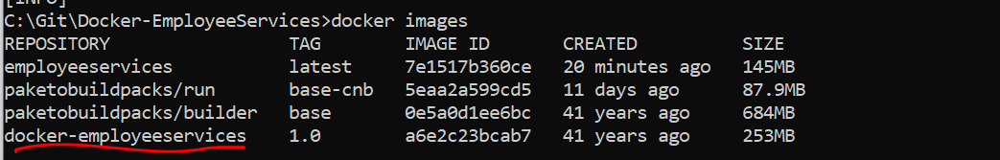 [INFO]
C:\Git\Docker-EmployeeServices>docker images
REPOSITORY TAG IMAGE ID CREATED SIZE
employeeservices latest 7e1517b360ce 20 minutes ago 145MB
paketobuildpacks/run base-cnb 5eaa2a599cd5 11 days ago 87.9MB
paketobuildpacks/builder base 0e5a0d1ee6bc 41 years ago 684MB
docker-employeeservices 1.0 a6e2c23bcab7 41 years ago 253MB